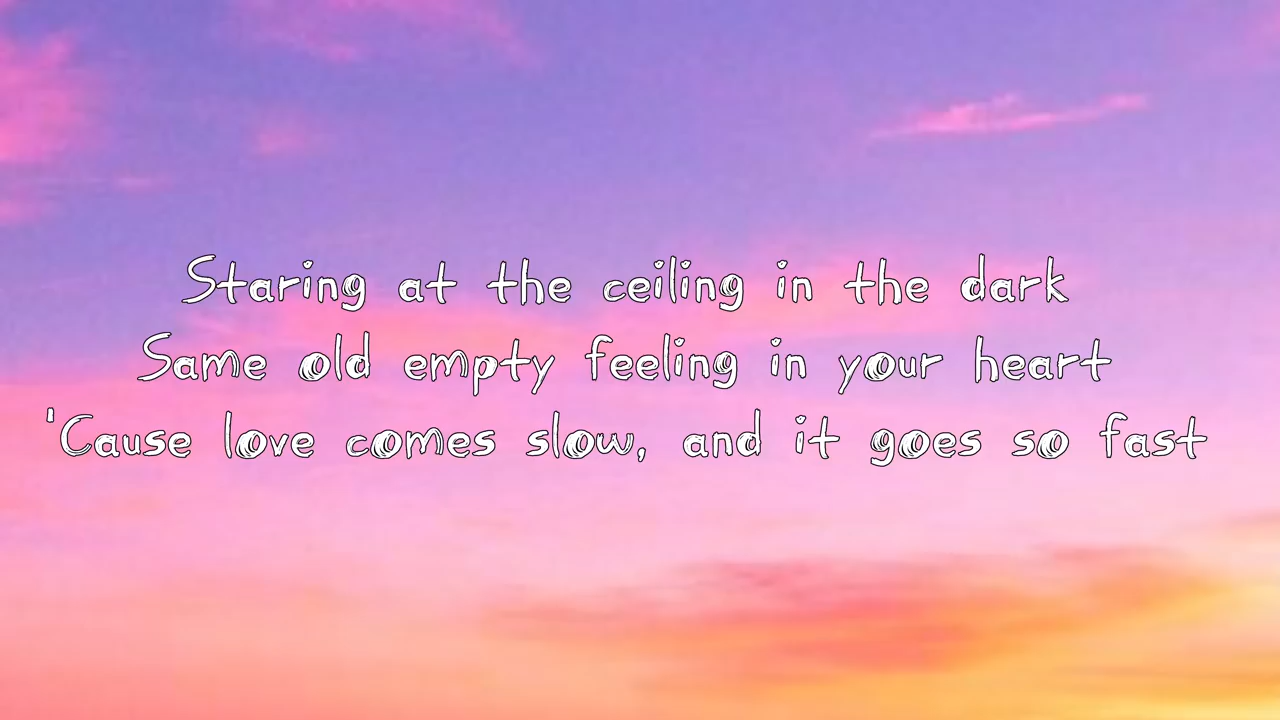 Staring at the ceiling in the dark
Same old empty feeling in your heart
'Cause love comes slow, and it goes so fast